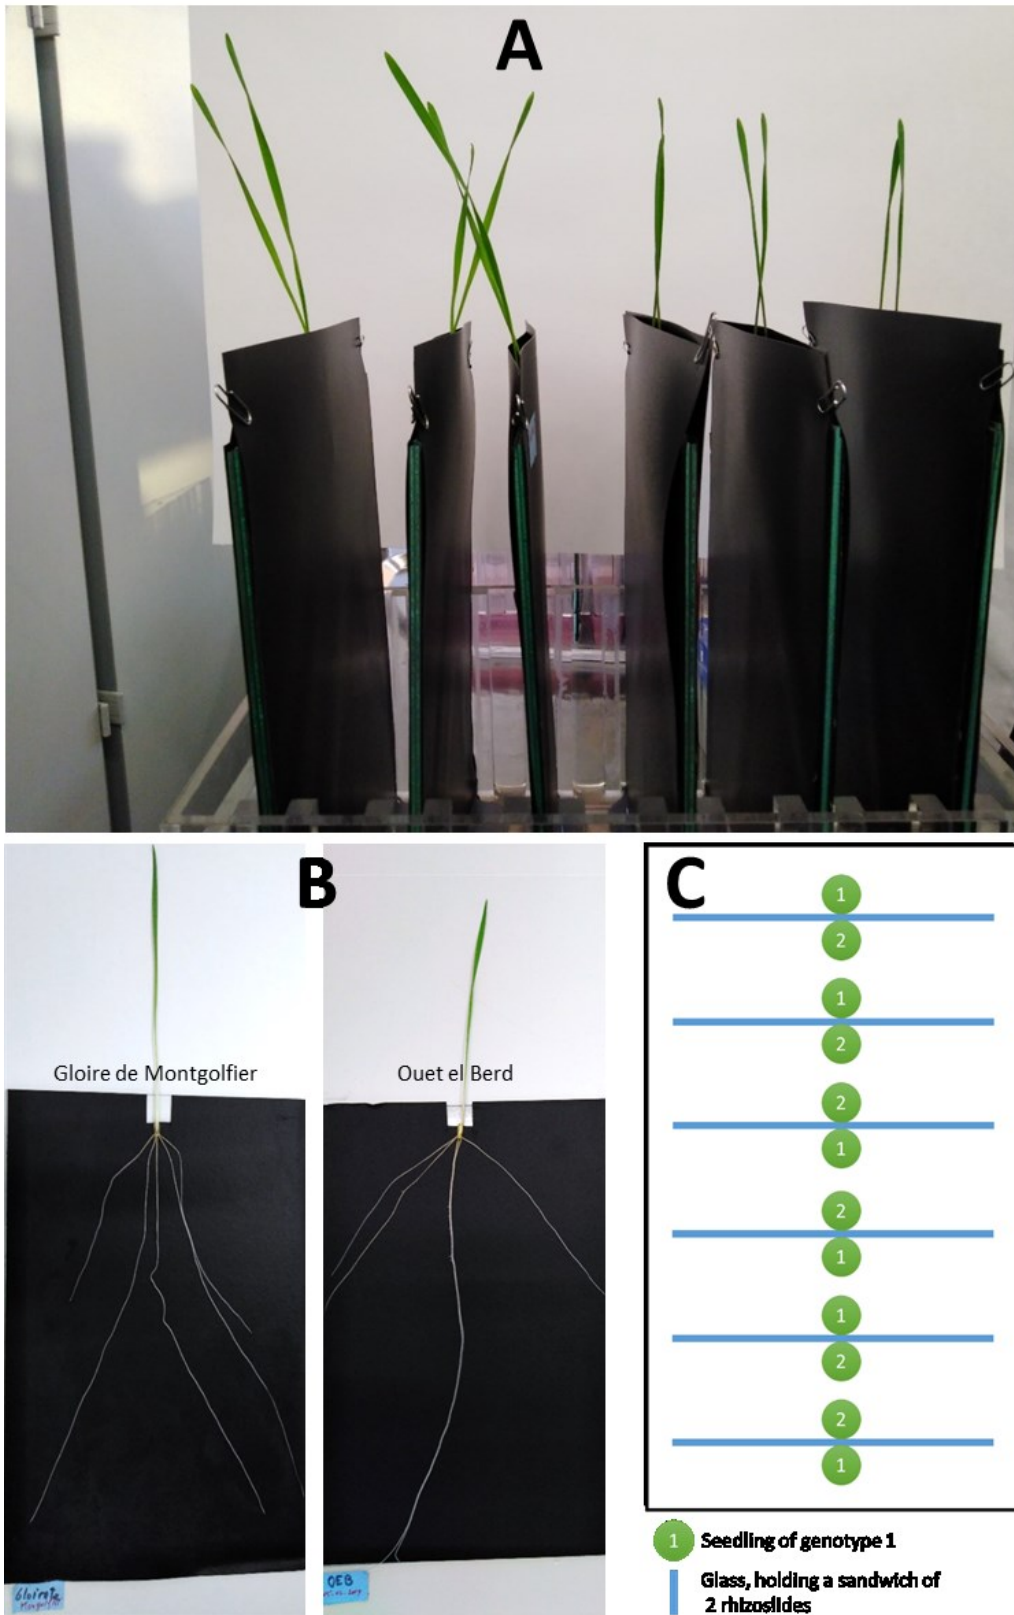 A
B
Gloire de Montgolfier
Ouet el Berd
OEB
C
1
2
1
2
2
1
2
1
1
2
2
1
1 Seedling of genotype 1
Glass, holding a sandwich of
2 rhizoslides